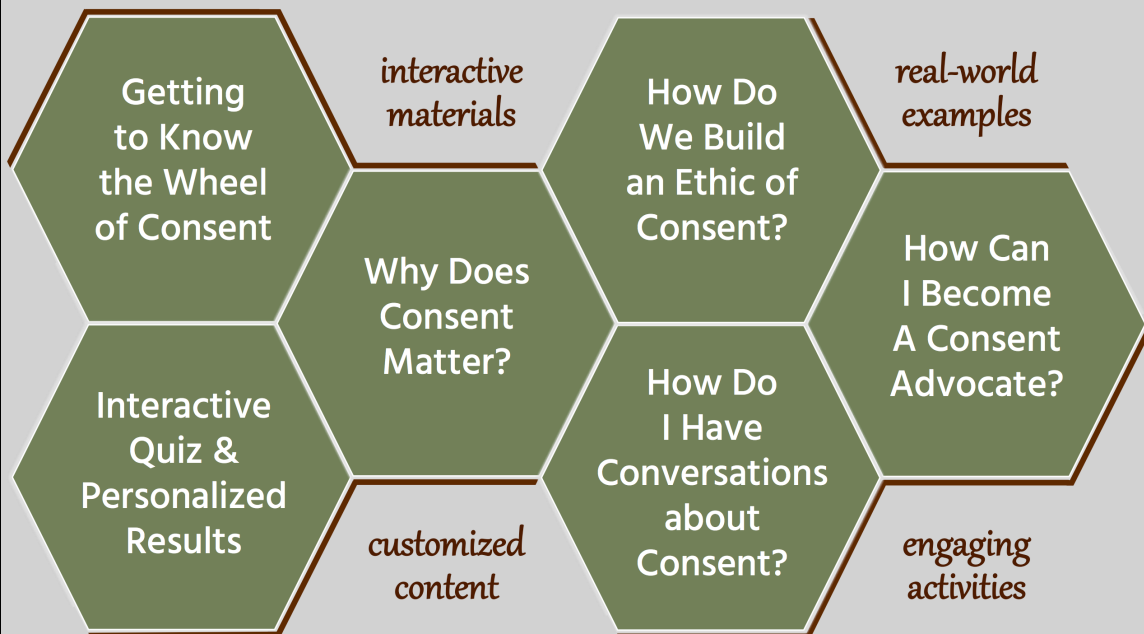 Getting
to Know
the Wheel
of Consent
interactive
materials
How Do
We Build
an Ethic of
Consent?
real-world
examples
Why Does
Consent
Matter?
How Can
I Become
A Consent
Advocate?
Interactive
Quiz &
Personalized
Results
How Do
I Have
Conversations
about
Consent?
customized
content
engaging
activities